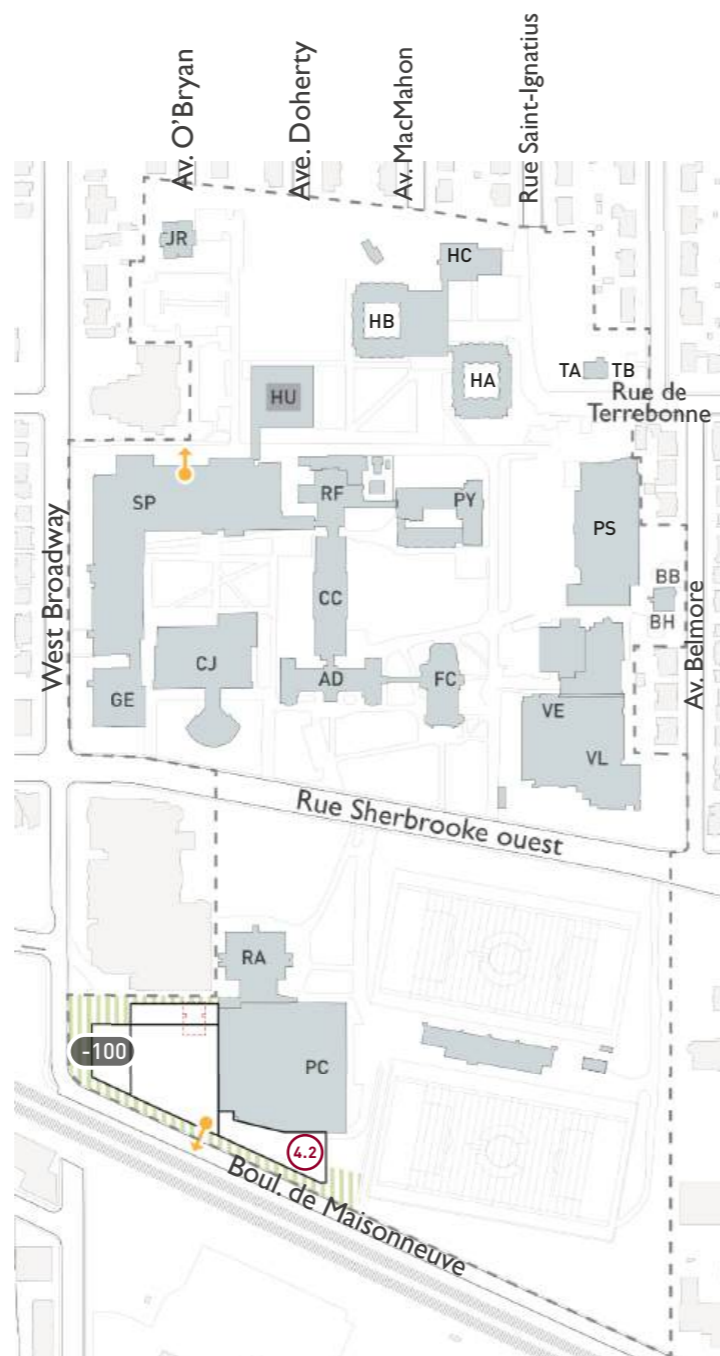 Av. O'Bryan
Ave. Doherty
Av. MacMahon
Rue Saint-Ignatius
JR
HC
HB
HA
TA
TB
HU
Rue de
Terrebonne
SP
RF
PY
PS
West Broadway
BB
CC
BH
CJ
AD
FC
Av. Belmore
GE
VE
VL
Rue Sherbrooke ouest
RA
-100
PC
4.2
Boul. de Maisonneuve